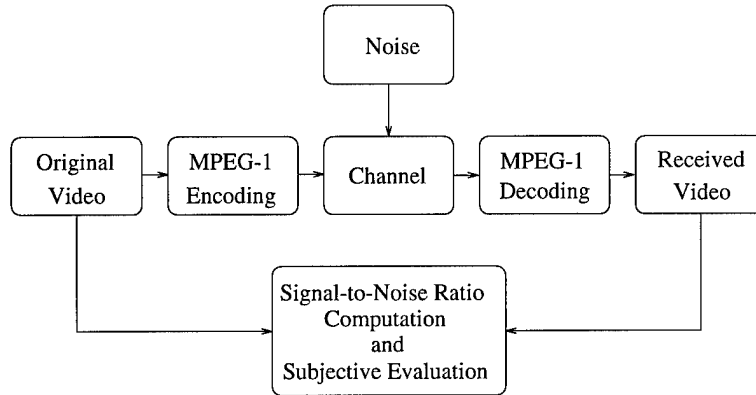 Noise
Original
Video
MPEG-1
Encoding
Channel
MPEG-1
Decoding
Received
Video
Signal-to-Noise Ratio
Computation
and
Subjective Evaluation